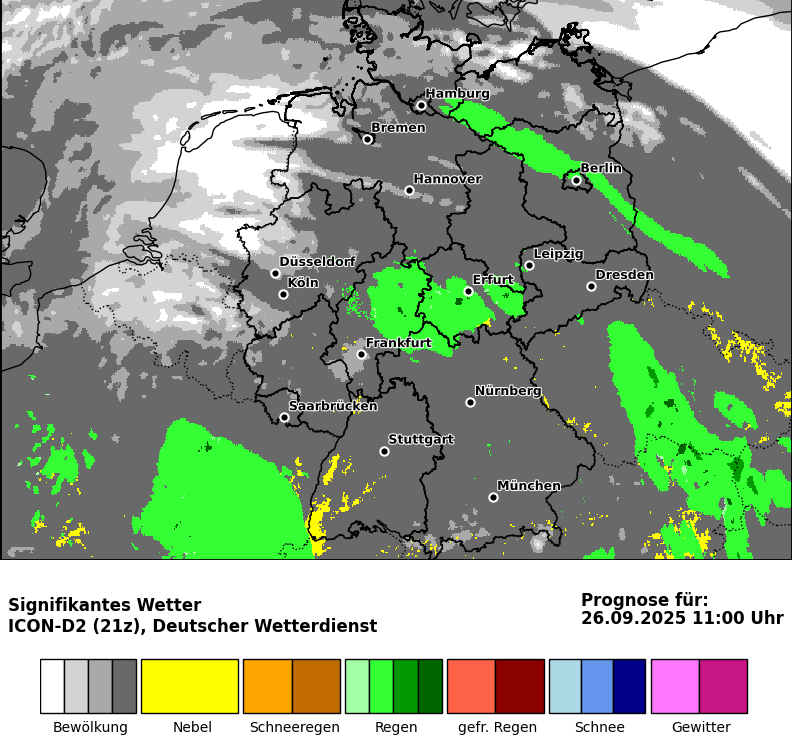 Hamburg
Bremen
Berlin
Hannover
Leipzig
Düsseldorf
Dresden
Köln
Erfurt
Frankfurt
Nürnberg
Saarbrücken
Stuttgart
München
Signifikantes Wetter
ICON-D2 (21z), Deutscher Wetterdienst
Prognose für:
26.09.2025 11:00 Uhr
Bewölkung Nebel Schneeregen Regen gefr. Regen Schnee Gewitter